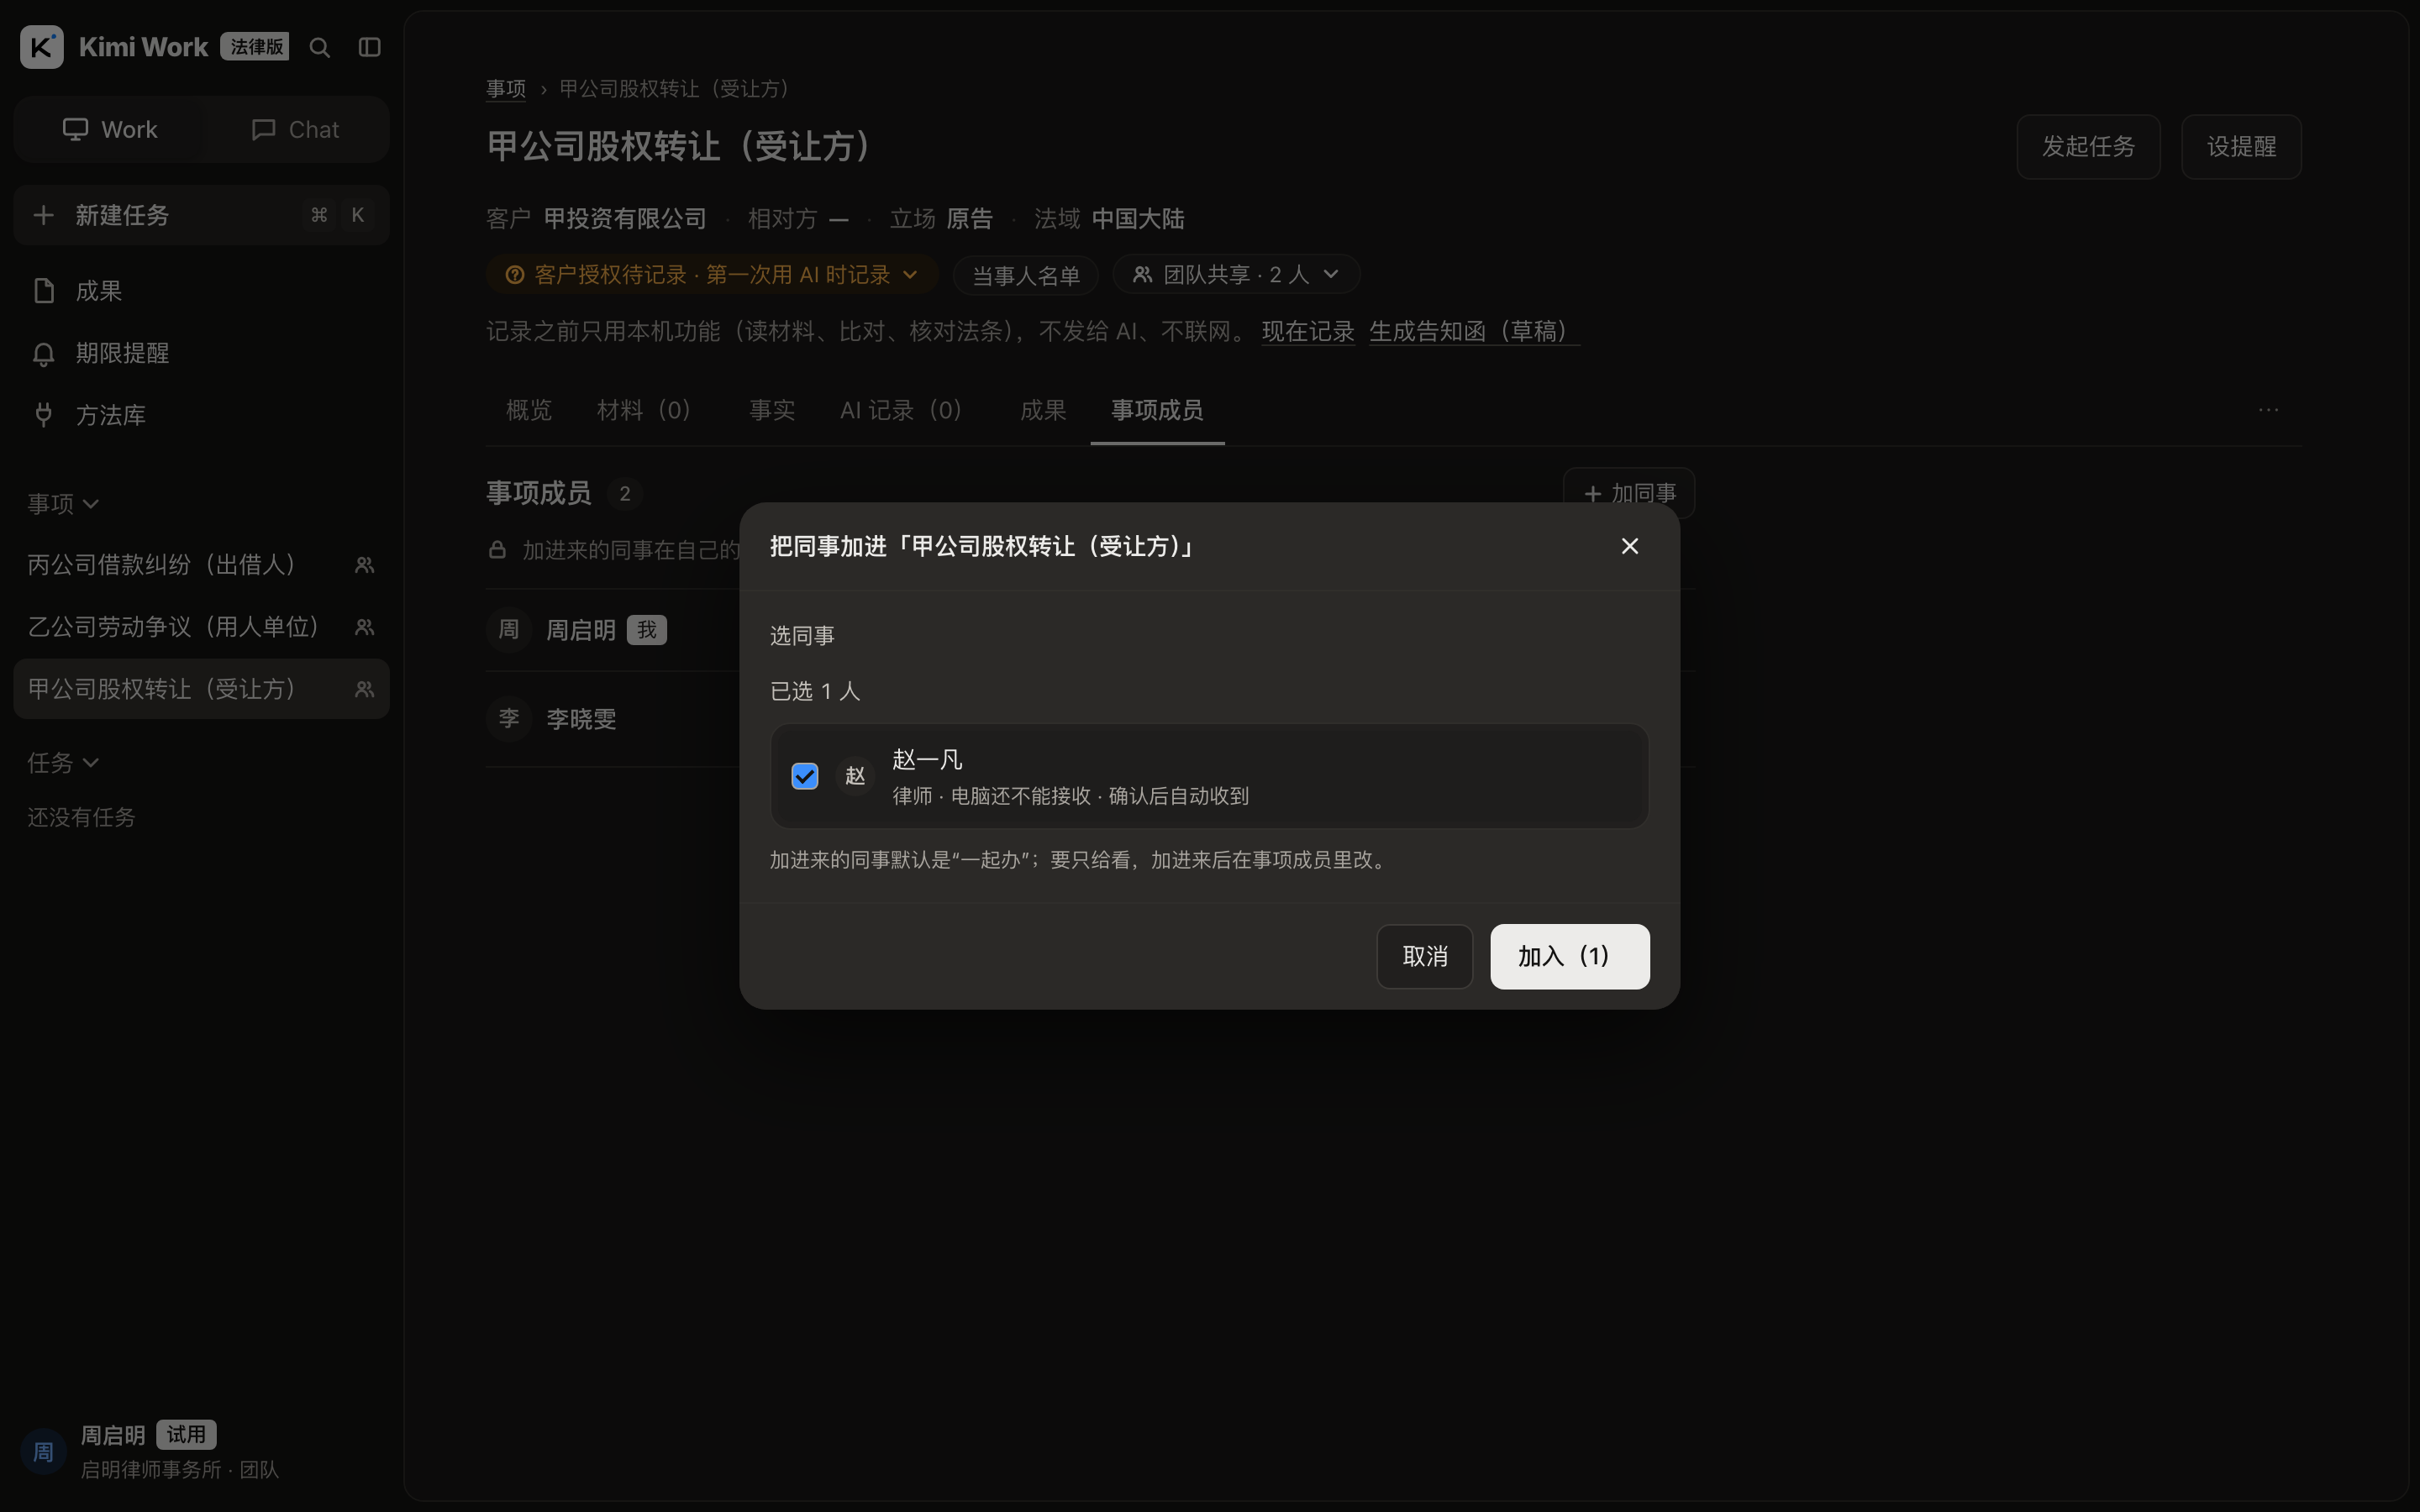 Kimi Work 法律版
Work
Chat
新建任务 ⌘ K
成果
期限提醒
方法库
事项
丙公司借款纠纷（出借人）
乙公司劳动争议（用人单位）
甲公司股权转让（受让方）
任务
还没有任务
周
周启明 试用
启明律师事务所 · 团队
事项 › 甲公司股权转让（受让方）
甲公司股权转让（受让方）
发起任务
设提醒
客户 甲投资有限公司 · 相对方 — · 立场 原告 · 法域 中国大陆
客户授权待记录 · 第一次用 AI 时记录
当事人名单
团队共享 · 2 人
记录之前只用本机功能（读材料、比对、核对法条），不发给 AI、不联网。 现在记录 生成告知函（草稿）
概览 材料（0） 事实 AI 记录（0） 成果 事项成员 ···
事项成员 2
加同事
加进来的同事在自己的
周 周启明 我
李 李晓雯
把同事加进「甲公司股权转让（受让方）」
选同事
已选 1 人
赵
赵一凡
律师 · 电脑还不能接收 · 确认后自动收到
加进来的同事默认是“一起办”；要只给看，加进来后在事项成员里改。
取消
加入（1）